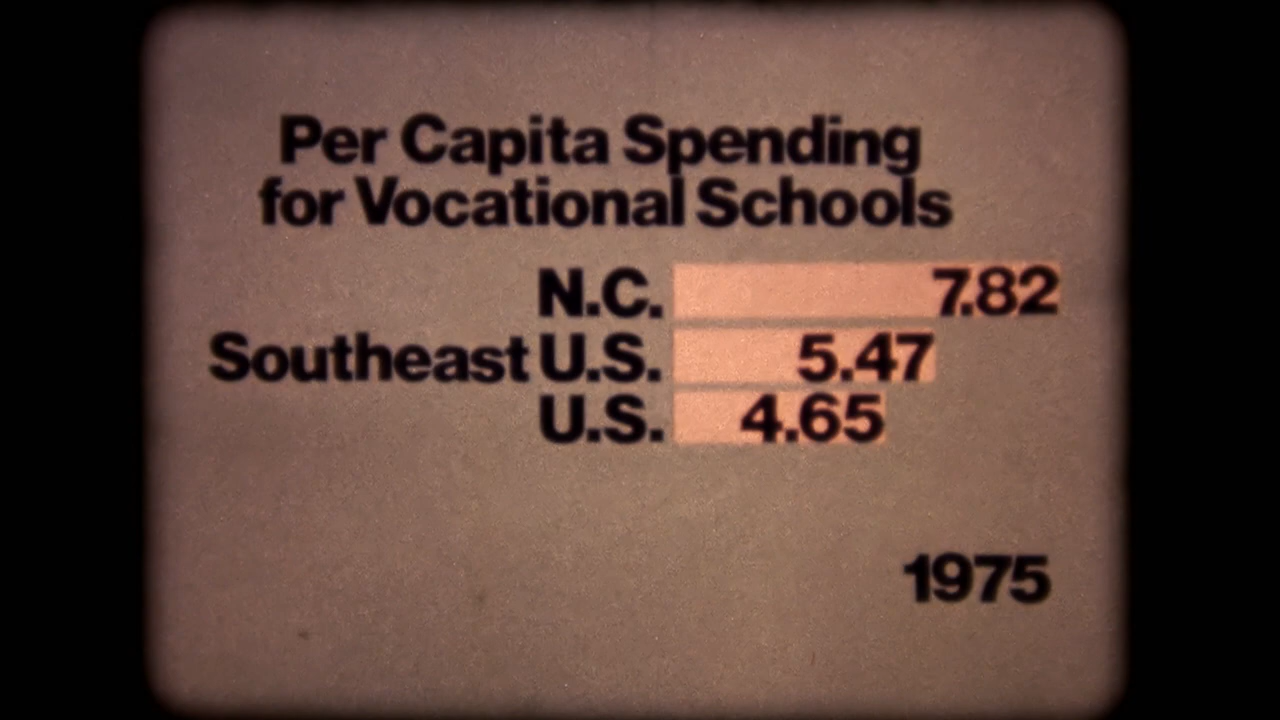 Per Capita Spending
for Vocational Schools
N.C. 7.82
Southeast U.S. 5.47
U.S. 4.65
1975